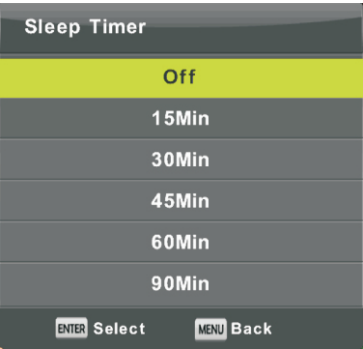 Sleep Timer
Off
15Min
30Min
45Min
60Min
90Min
ENTER Select MENU Back